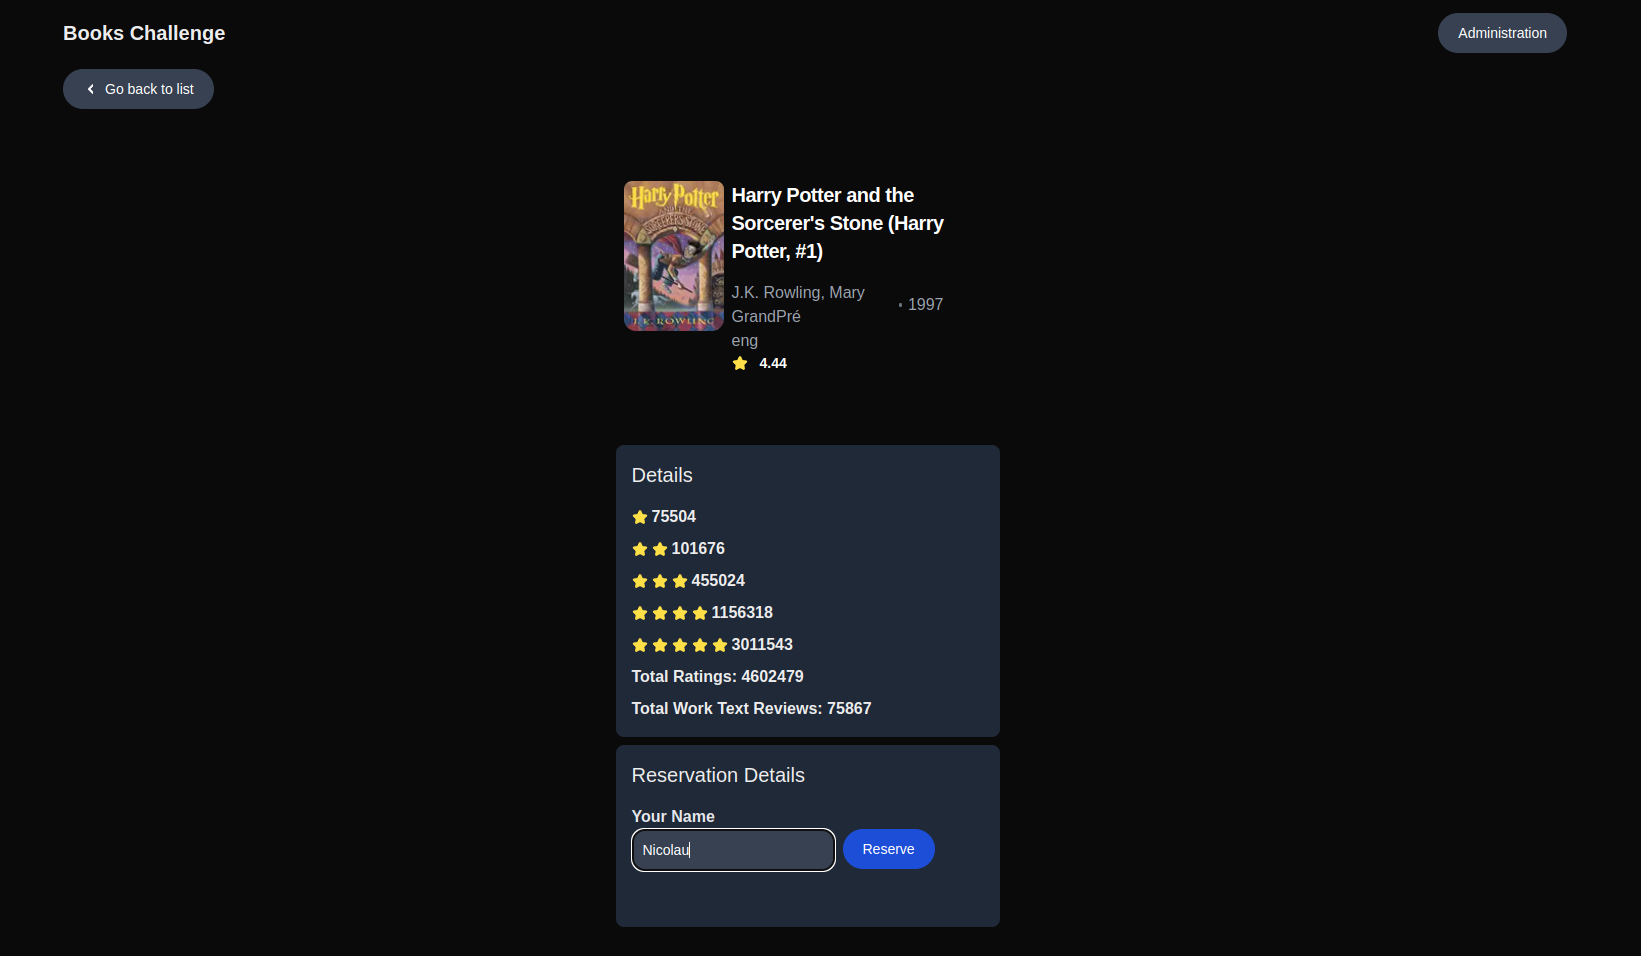 Books Challenge
Administration
Go back to list
Harry Potter
AND THE
SORCERER'S STONE
J.K. ROWLING
Harry Potter and the
Sorcerer's Stone (Harry
Potter, #1)
J.K. Rowling, Mary
GrandPré
• 1997
eng
4.44
Details
75504
101676
455024
1156318
3011543
Total Ratings: 4602479
Total Work Text Reviews: 75867
Reservation Details
Your Name
Nicolau
Reserve